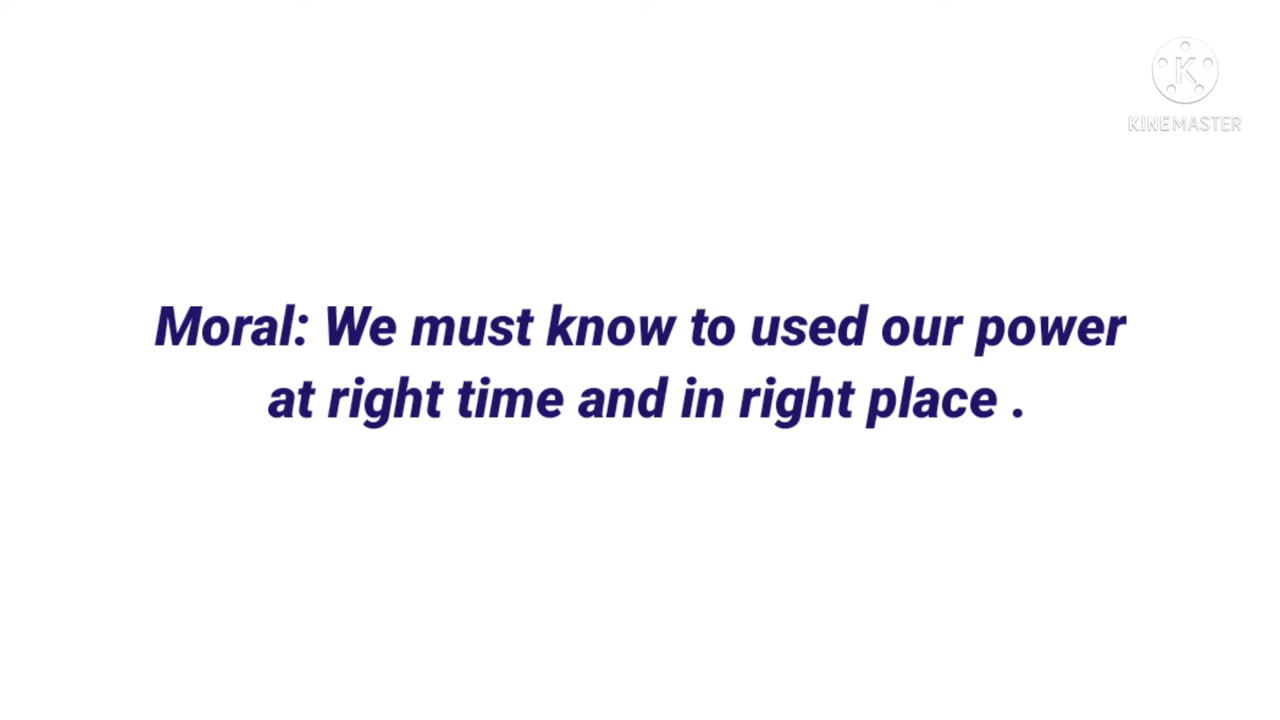 KINEMASTER
Moral: We must know to used our power
at right time and in right place .